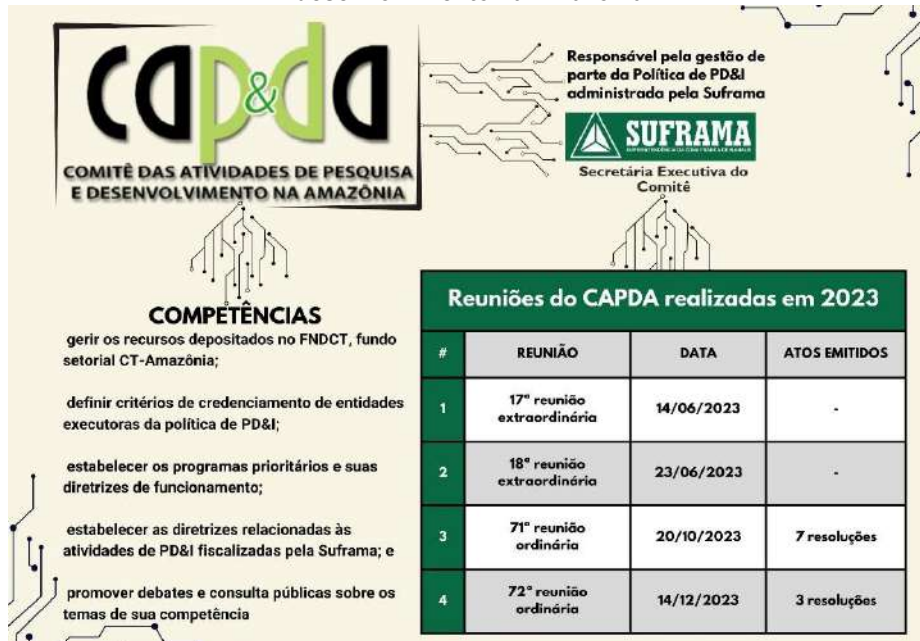 cap&da
COMITÊ DAS ATIVIDADES DE PESQUISA
E DESENVOLVIMENTO NA AMAZÔNIA
Responsável pela gestão de
parte da Política de PD&I
administrada pela Suframa
SUFRAMA
SUPERINTENDÊNCIA DA ZONA FRANCA DE MANAUS
Secretária Executiva do
Comitê
COMPETÊNCIAS
gerir os recursos depositados no FNDCT, fundo
setorial CT-Amazônia;
definir critérios de credenciamento de entidades
executoras da política de PD&I;
estabelecer os programas prioritários e suas
diretrizes de funcionamento;
estabelecer as diretrizes relacionadas às
atividades de PD&I fiscalizadas pela Suframa; e
promover debates e consulta públicas sobre os
temas de sua competência
Reuniões do CAPDA realizadas em 2023
# REUNIÃO DATA ATOS EMITIDOS
1 17ª reunião extraordinária 14/06/2023 -
2 18ª reunião extraordinária 23/06/2023 -
3 71ª reunião ordinária 20/10/2023 7 resoluções
4 72ª reunião ordinária 14/12/2023 3 resoluções